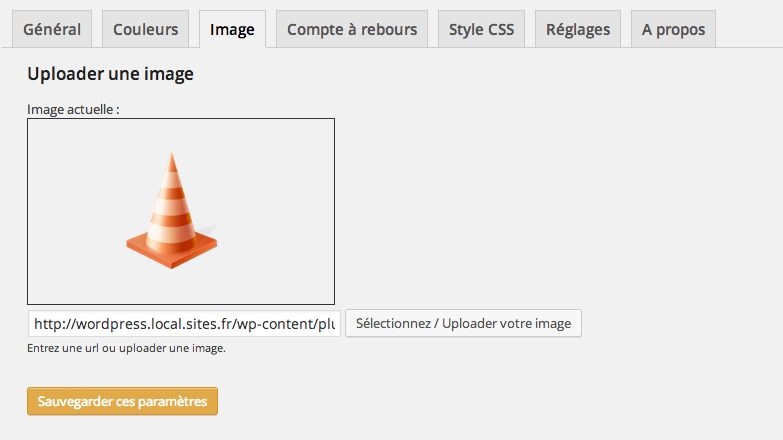 Général Couleurs Image Compte à rebours Style CSS Réglages A propos
Uploader une image
Image actuelle :
http://wordpress.local.sites.fr/wp-content/plu Sélectionnez / Uploader votre image
Entrez une url ou uploader une image.
Sauvegarder ces paramètres